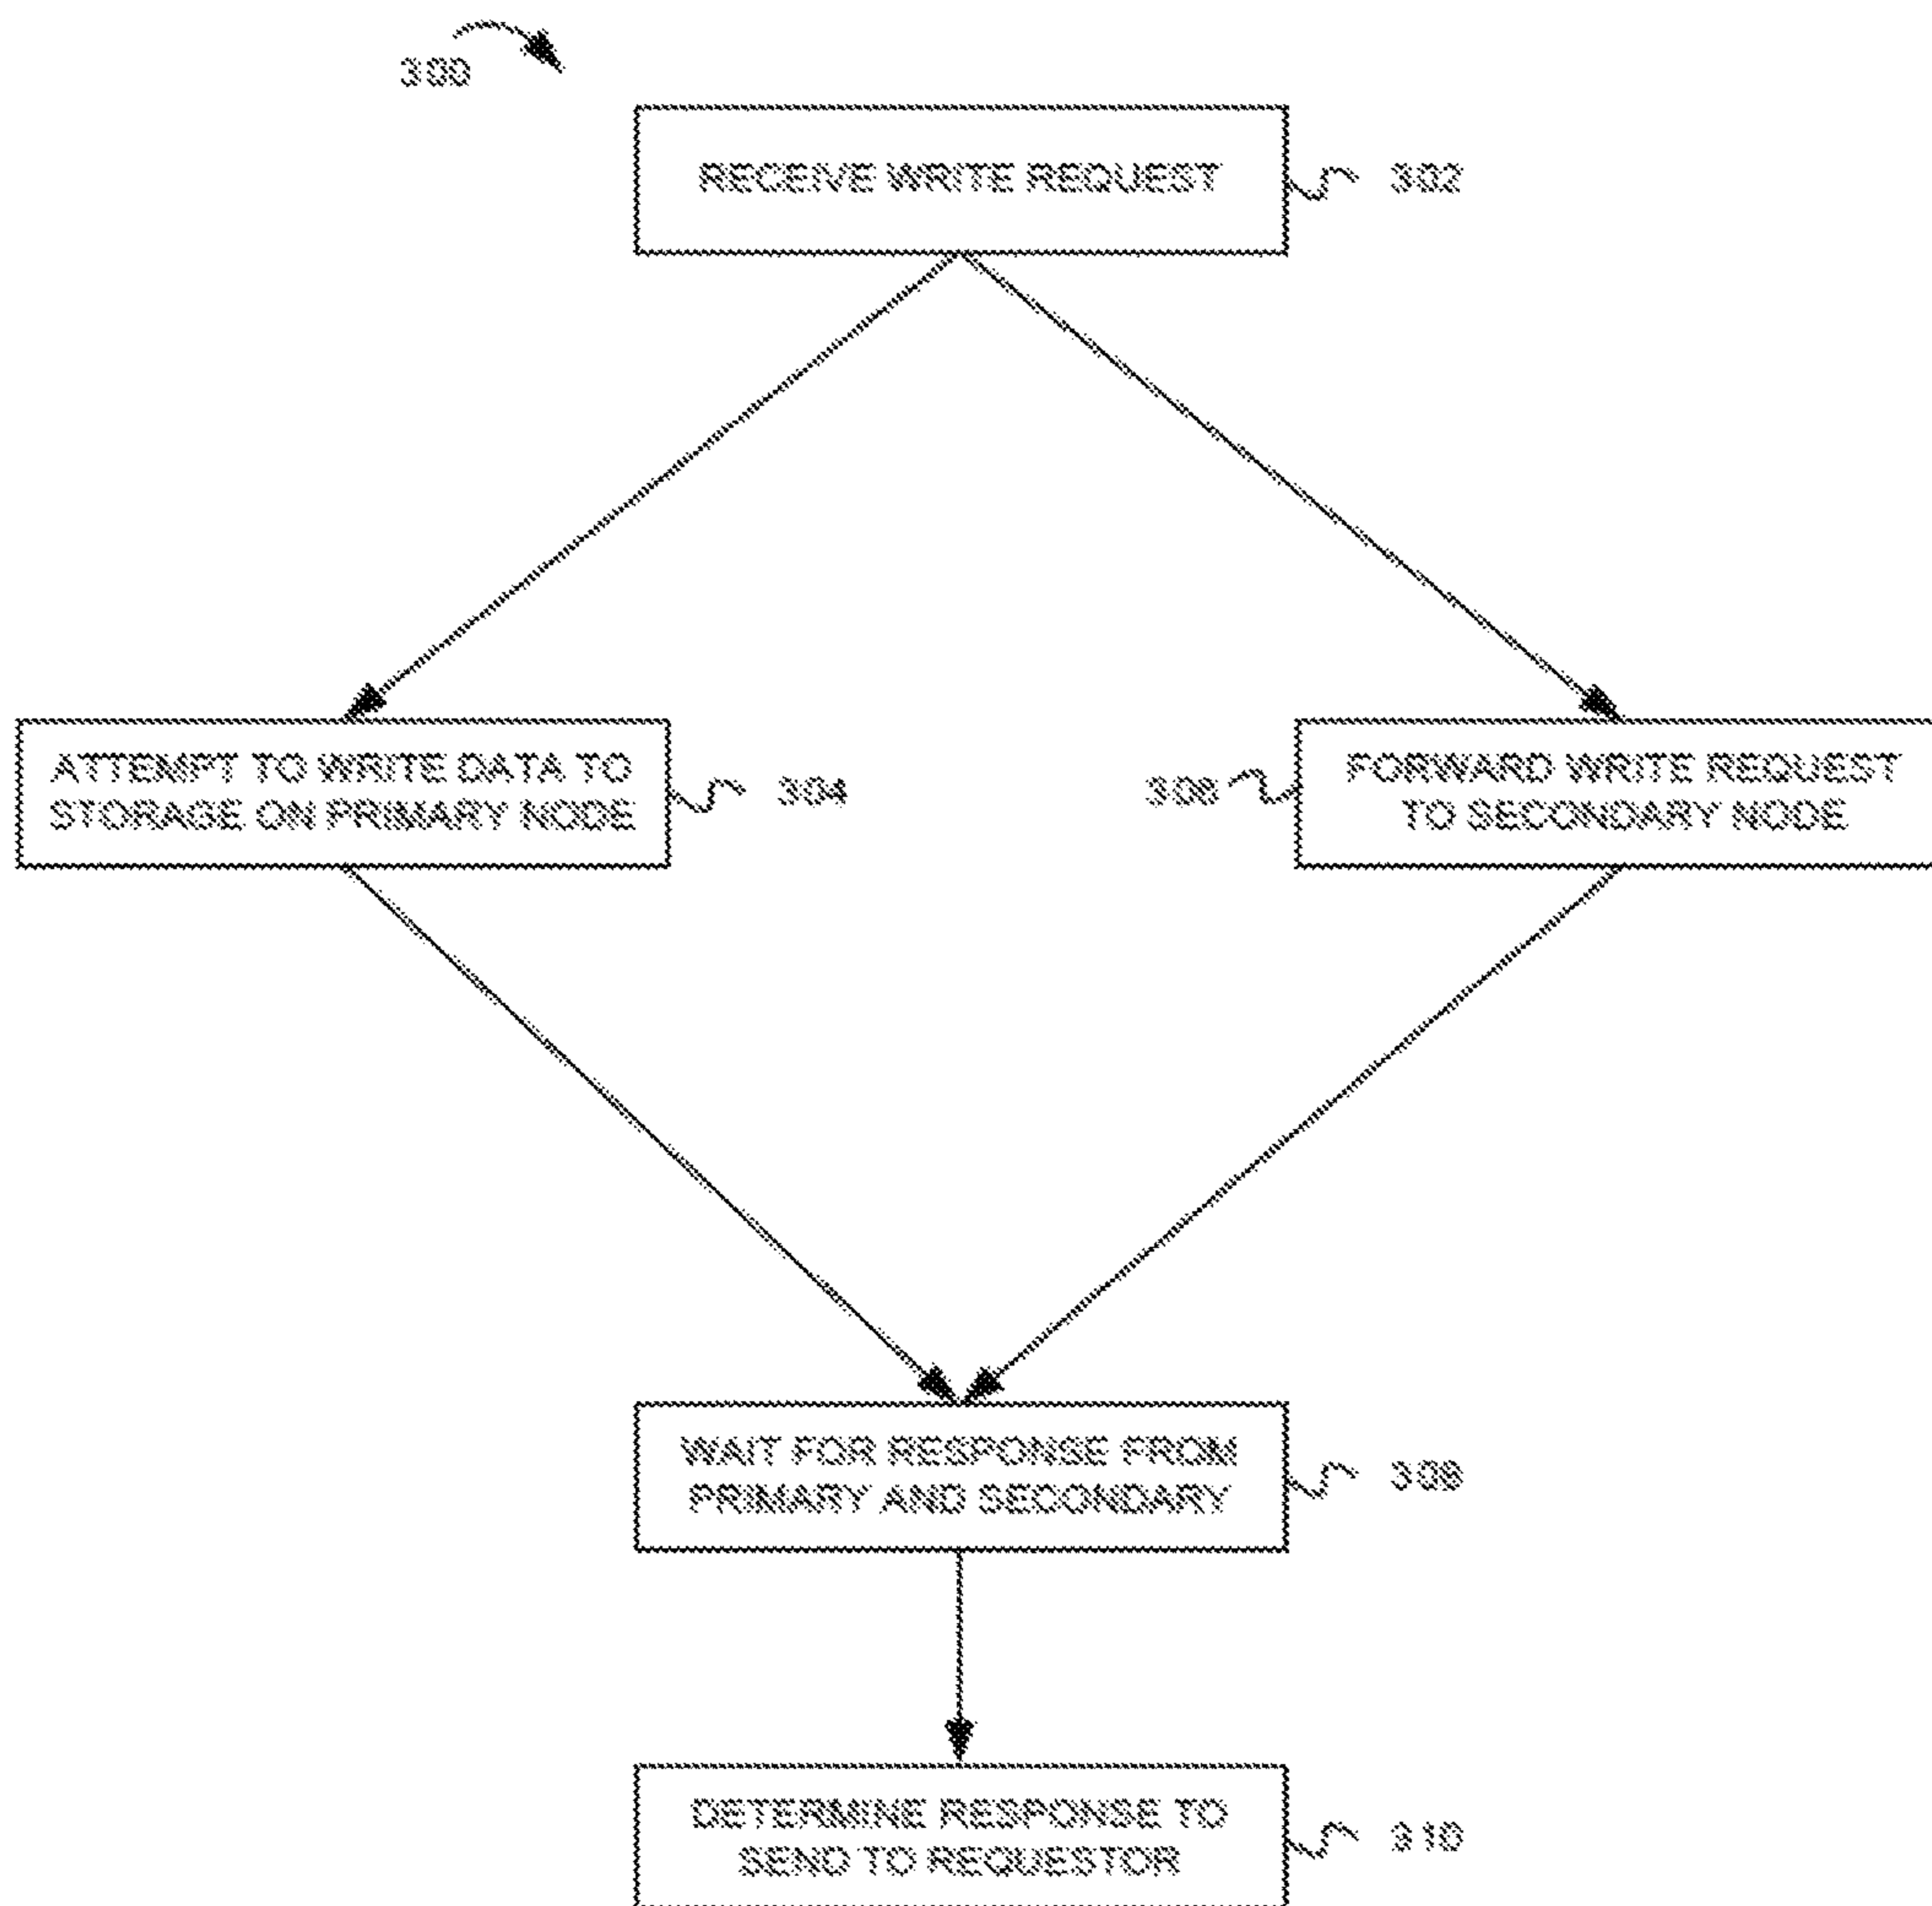 300
RECEIVE WRITE REQUEST
302
ATTEMPT TO WRITE DATA TO
STORAGE ON PRIMARY NODE
304
306
FORWARD WRITE REQUEST
TO SECONDARY NODE
WAIT FOR RESPONSE FROM
PRIMARY AND SECONDARY
308
DETERMINE RESPONSE TO
SEND TO REQUESTOR
310